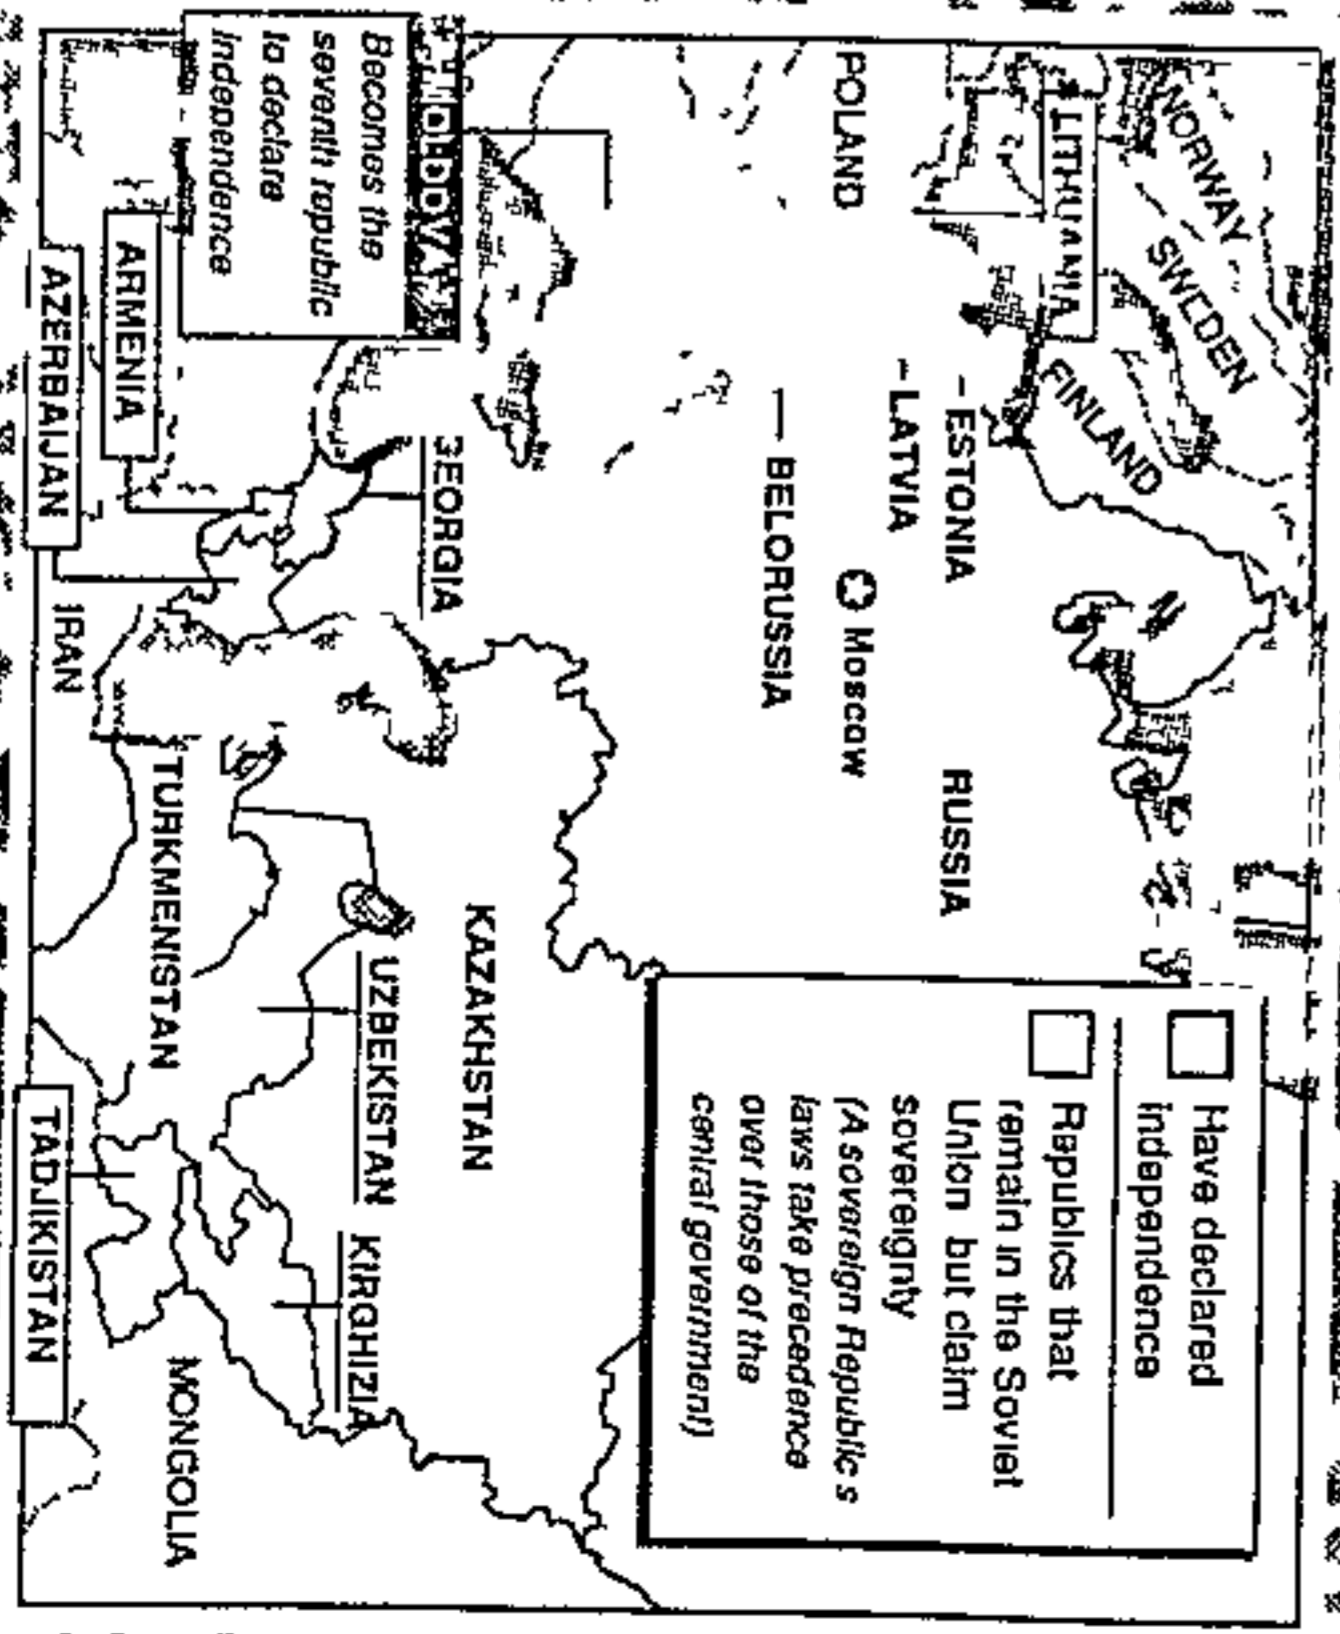 NORWAY
SWEDEN
FINLAND
LITHUANIA
– ESTONIA
– LATVIA
POLAND
Moscow
RUSSIA
— BELORUSSIA
Becomes the
seventh republic
to declare
independence
GEORGIA
ARMENIA
AZERBAIJAN
IRAN
KAZAKHSTAN
TURKMENISTAN
UZBEKISTAN
KIRGHIZIA
TADJIKISTAN
MONGOLIA
Have declared
independence
Republics that
remain in the Soviet
Union but claim
sovereignty
(A sovereign Republic s
laws take precedence
over those of the
central government)